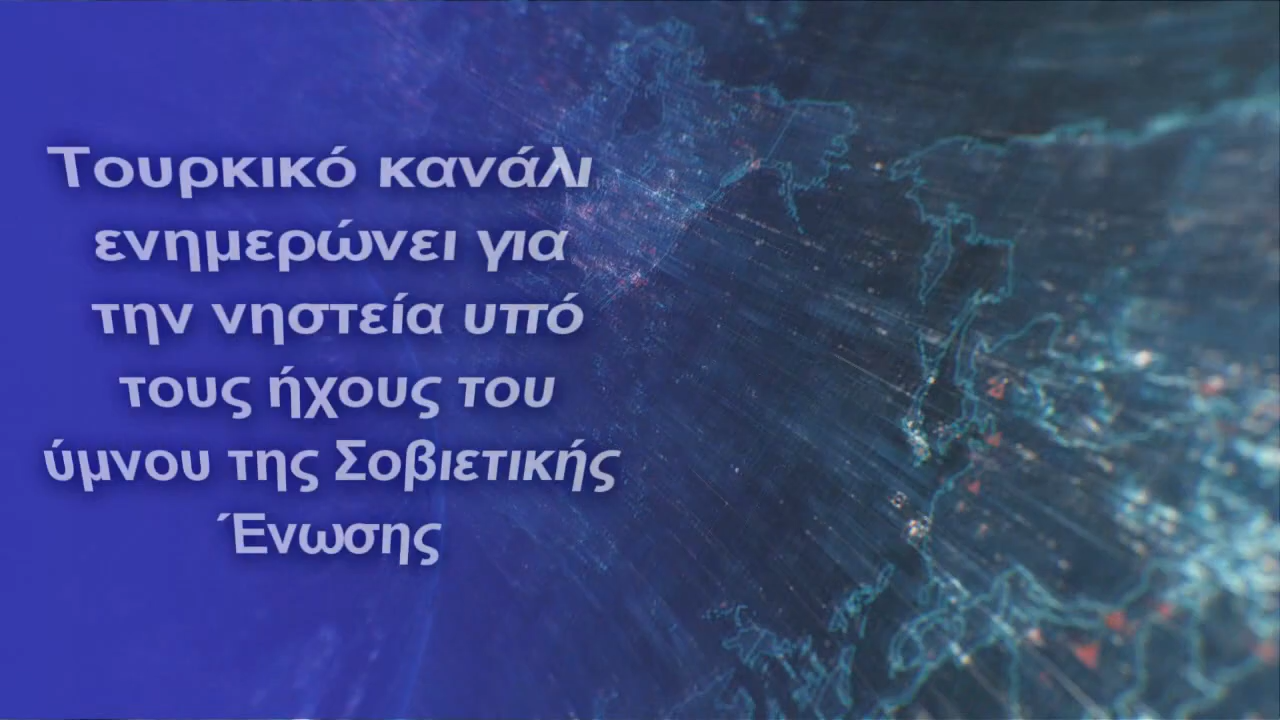 Τουρκικό κανάλι
ενημερώνει για
την νηστεία υπό
τους ήχους του
ύμνου της Σοβιετικής
Ένωσης